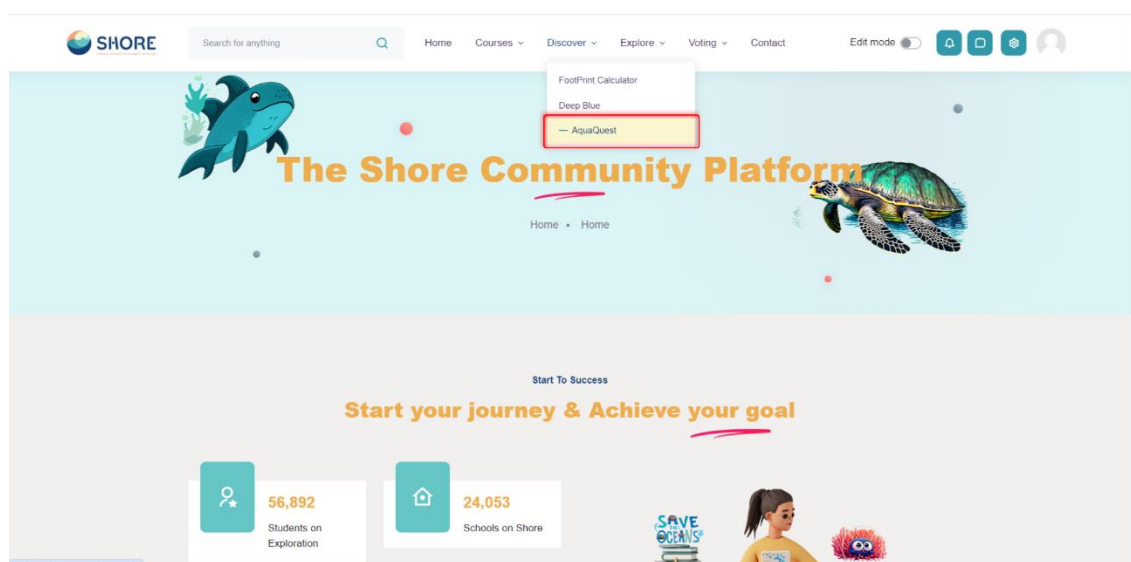 SHORE
Search for anything
Home Courses Discover Explore Voting Contact
Edit mode
FootPrint Calculator
Deep Blue
— AquaQuest
The Shore Community Platform
Home • Home
Start To Success
Start your journey & Achieve your goal
56,892
Students on
Exploration
24,053
Schools on Shore
SAVE
THE
OCEANS